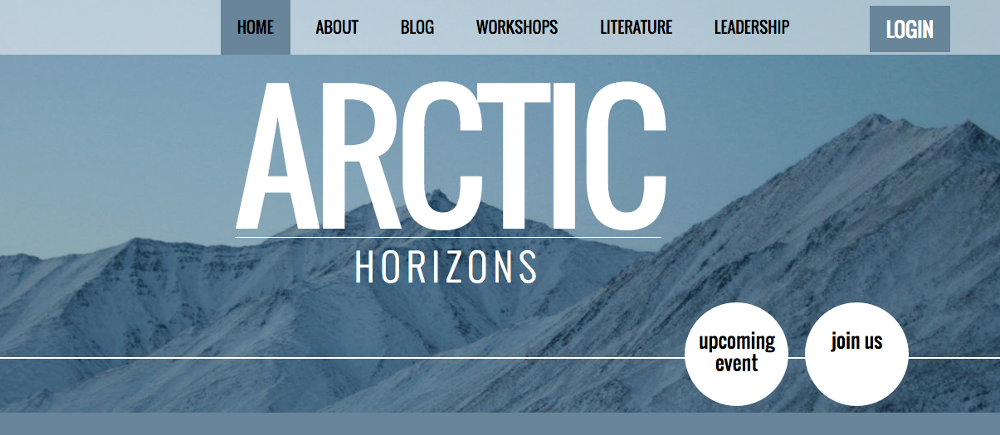 HOME ABOUT BLOG WORKSHOPS LITERATURE LEADERSHIP LOGIN
ARCTIC
HORIZONS
upcoming
event
join us